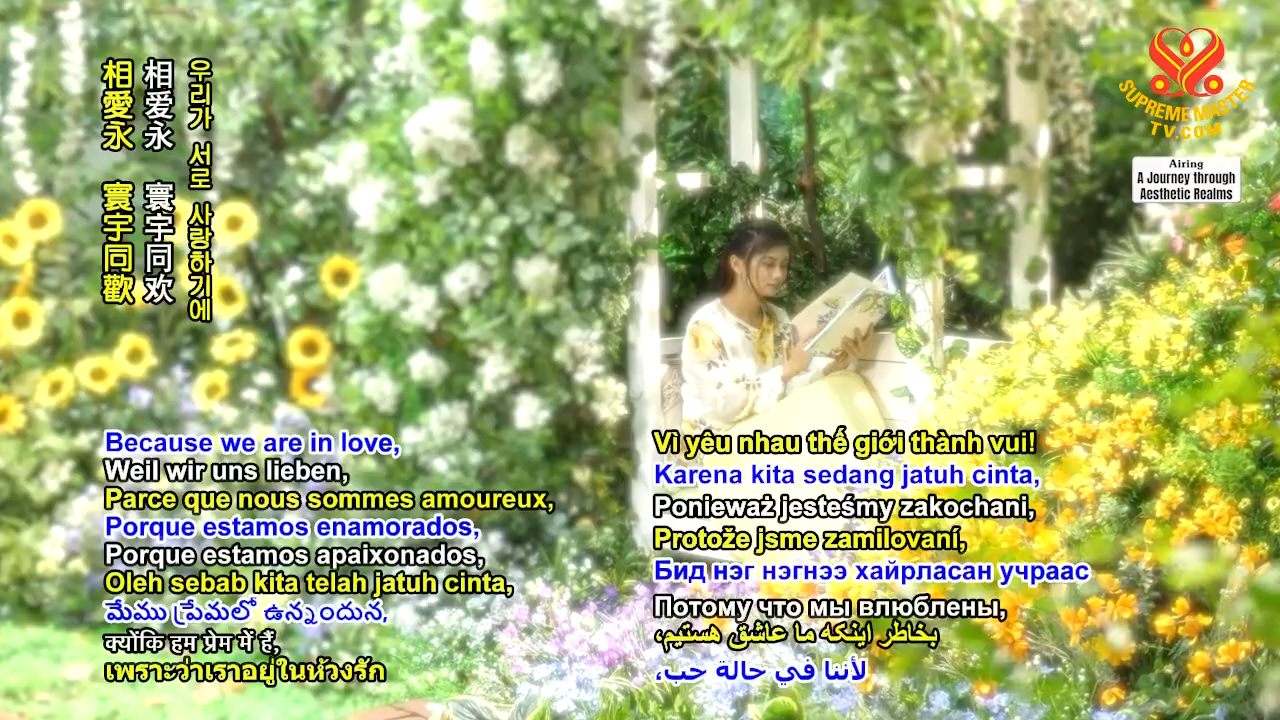 相愛永 寰宇同歡
相爱永 寰宇同欢
우리가 서로 사랑하기에
SUPREME MASTER
TV.COM
Airing
A Journey through
Aesthetic Realms
Because we are in love,
Weil wir uns lieben,
Parce que nous sommes amoureux,
Porque estamos enamorados,
Porque estamos apaixonados,
Oleh sebab kita telah jatuh cinta,
మేము ప్రేమలో ఉన్నందున,
क्योंकि हम प्रेम में हैं,
เพราะว่าเราอยู่ในห้วงรัก
Vì yêu nhau thế giới thành vui!
Karena kita sedang jatuh cinta,
Ponieważ jesteśmy zakochani,
Protože jsme zamilovaní,
Бид нэг нэгнээ хайрласан учраас
Потому что мы влюблены,
بخاطر اینکه ما عاشق هستیم،
لأننا في حالة حب،